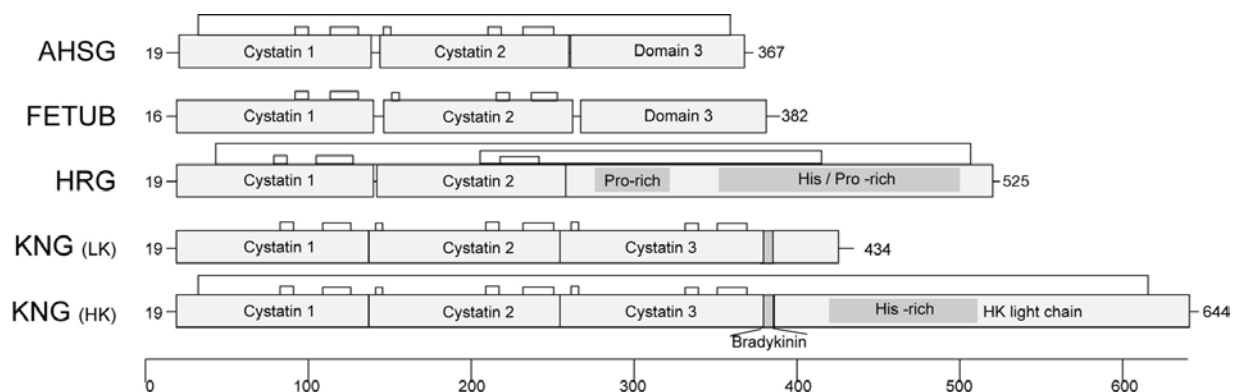 AHSG 19 Cystatin 1 Cystatin 2 Domain 3 367
FETUB 16 Cystatin 1 Cystatin 2 Domain 3 382
HRG 19 Cystatin 1 Cystatin 2 Pro-rich His / Pro -rich 525
KNG (LK) 19 Cystatin 1 Cystatin 2 Cystatin 3 434
KNG (HK) 19 Cystatin 1 Cystatin 2 Cystatin 3 His -rich HK light chain 644
Bradykinin
0 100 200 300 400 500 600